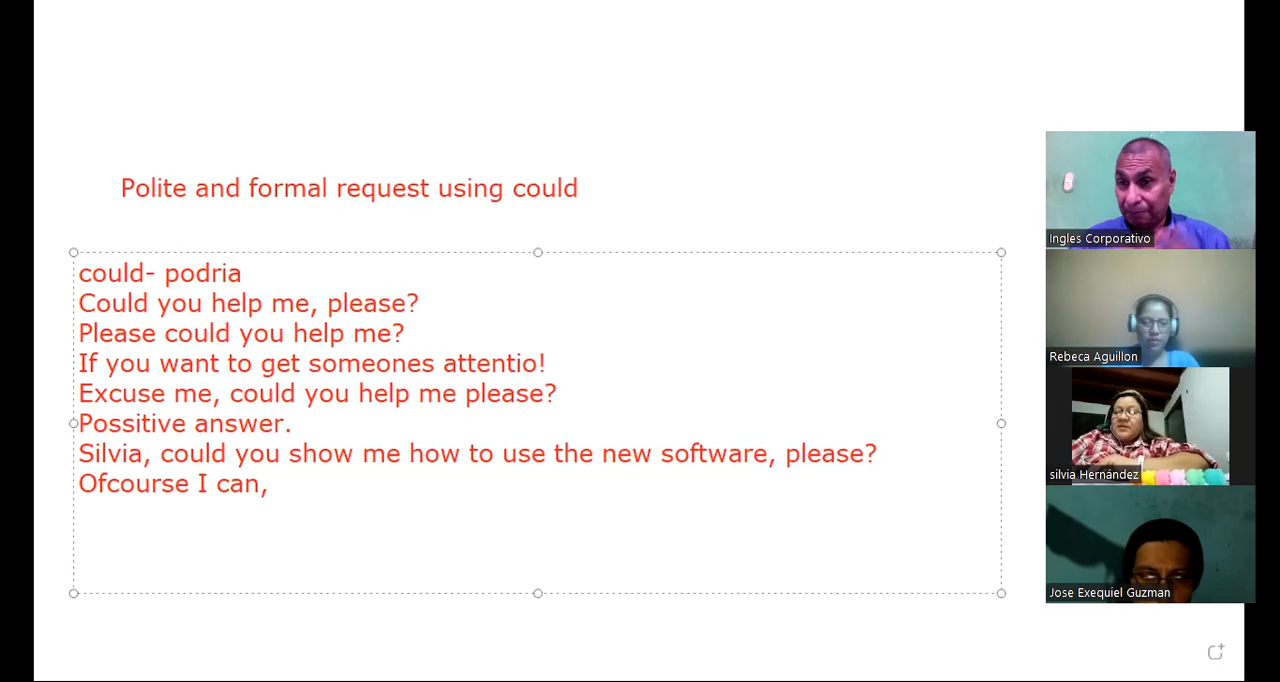 Polite and formal request using could
could- podria
Could you help me, please?
Please could you help me?
If you want to get someones attentio!
Excuse me, could you help me please?
Possitive answer.
Silvia, could you show me how to use the new software, please?
Ofcourse I can,
Ingles Corporativo
Rebeca Aguillon
silvia Hernández
Jose Exequiel Guzman